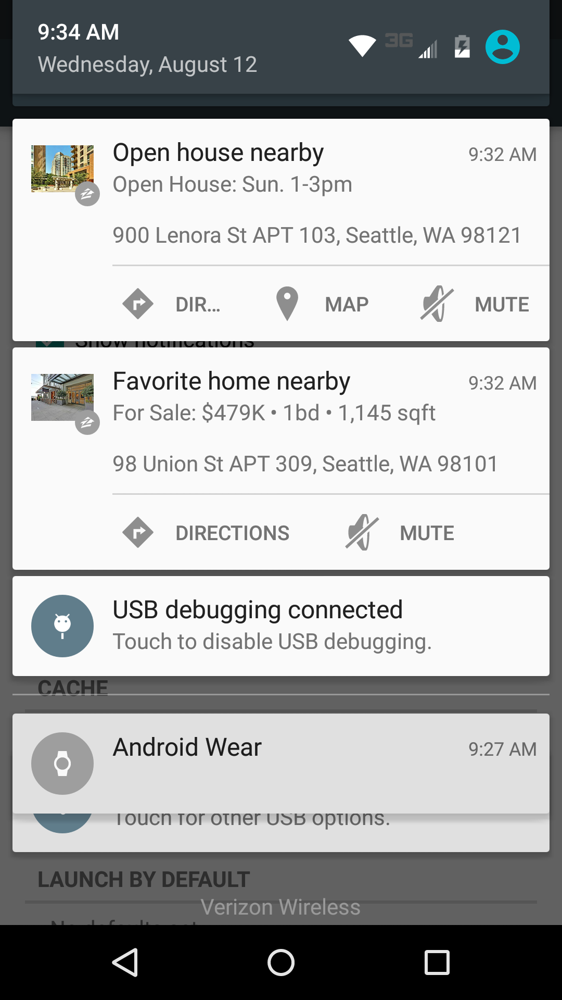 9:34 AM
Wednesday, August 12
3G
Open house nearby
9:32 AM
Open House: Sun. 1-3pm
900 Lenora St APT 103, Seattle, WA 98121
DIR...
MAP
MUTE
Show notifications
Favorite home nearby
9:32 AM
For Sale: $479K • 1bd • 1,145 sqft
98 Union St APT 309, Seattle, WA 98101
DIRECTIONS
MUTE
USB debugging connected
Touch to disable USB debugging.
CACHE
Android Wear
9:27 AM
Touch for other USB options.
LAUNCH BY DEFAULT
Verizon Wireless
No defaults set